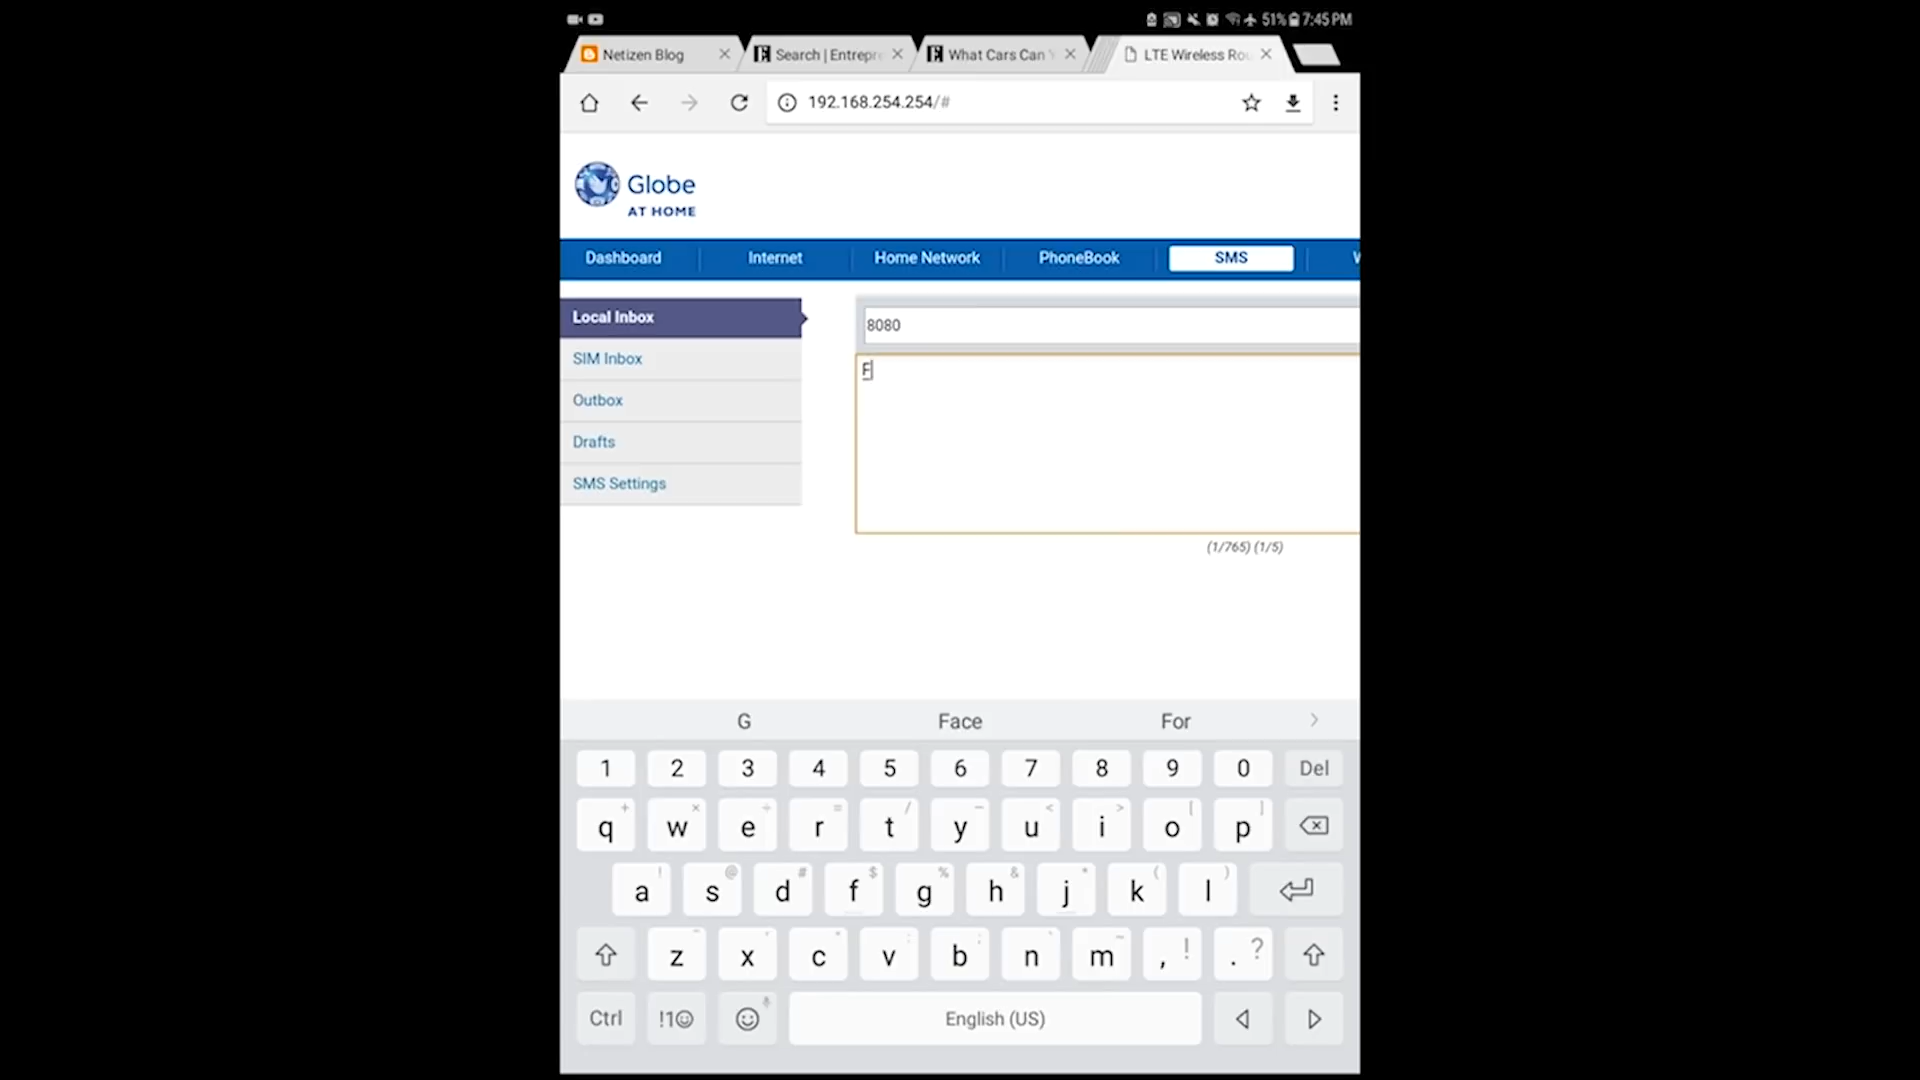 51% 7:45 PM
Netizen Blog
Search | Entrepre
What Cars Can Y
LTE Wireless Rou
192.168.254.254/#
Globe
AT HOME
Dashboard
Internet
Home Network
PhoneBook
SMS
W
Local Inbox
SIM Inbox
Outbox
Drafts
SMS Settings
8080
F
(1/765) (1/5)
G Face For
1 2 3 4 5 6 7 8 9 0 Del
q w e r t y u i o p
a s d f g h j k l
z x c v b n m , ! . ?
Ctrl !1☺ English (US)